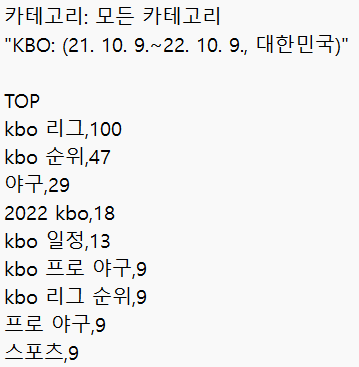 카테고리: 모든 카테고리
"KBO: (21. 10. 9.~22. 10. 9., 대한민국)"
TOP
kbo 리그,100
kbo 순위,47
야구,29
2022 kbo,18
kbo 일정,13
kbo 프로 야구,9
kbo 리그 순위,9
프로 야구,9
스포츠,9